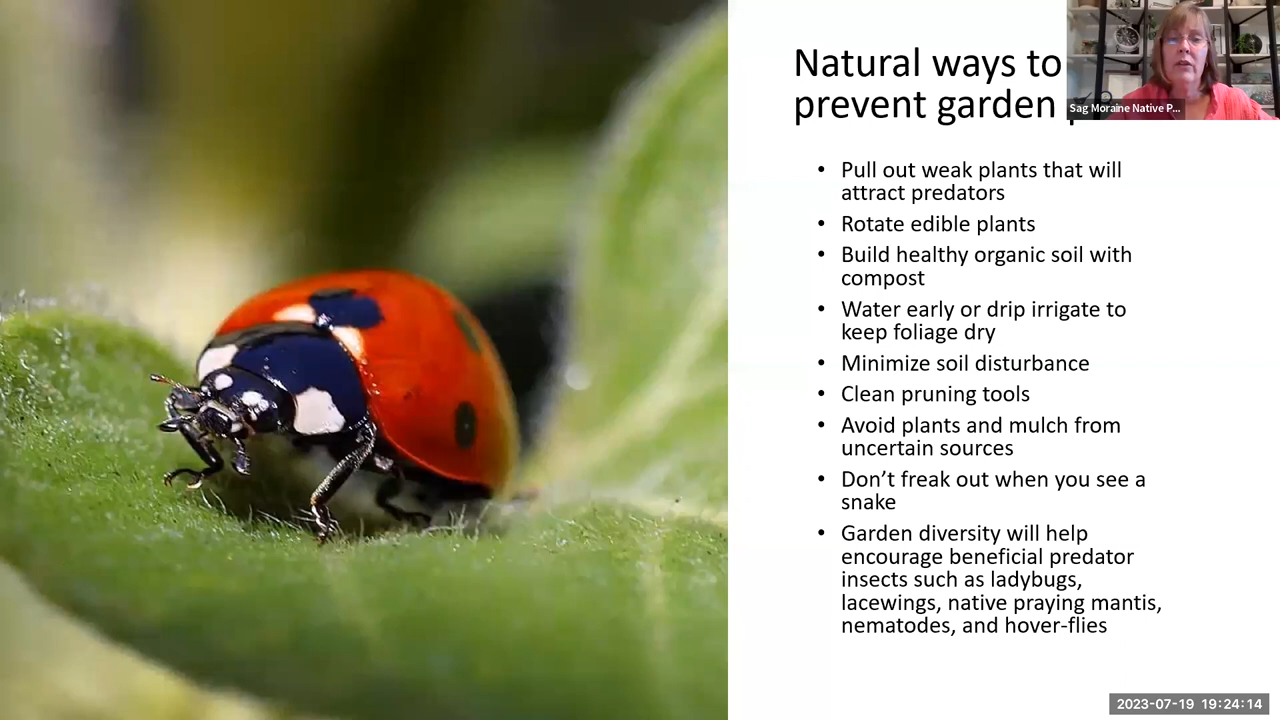 Natural ways to
prevent garden
Sag Moraine Native P...
• Pull out weak plants that will
attract predators
• Rotate edible plants
• Build healthy organic soil with
compost
• Water early or drip irrigate to
keep foliage dry
• Minimize soil disturbance
• Clean pruning tools
• Avoid plants and mulch from
uncertain sources
• Don’t freak out when you see a
snake
• Garden diversity will help
encourage beneficial predator
insects such as ladybugs,
lacewings, native praying mantis,
nematodes, and hover-flies
2023-07-19 19:24:14